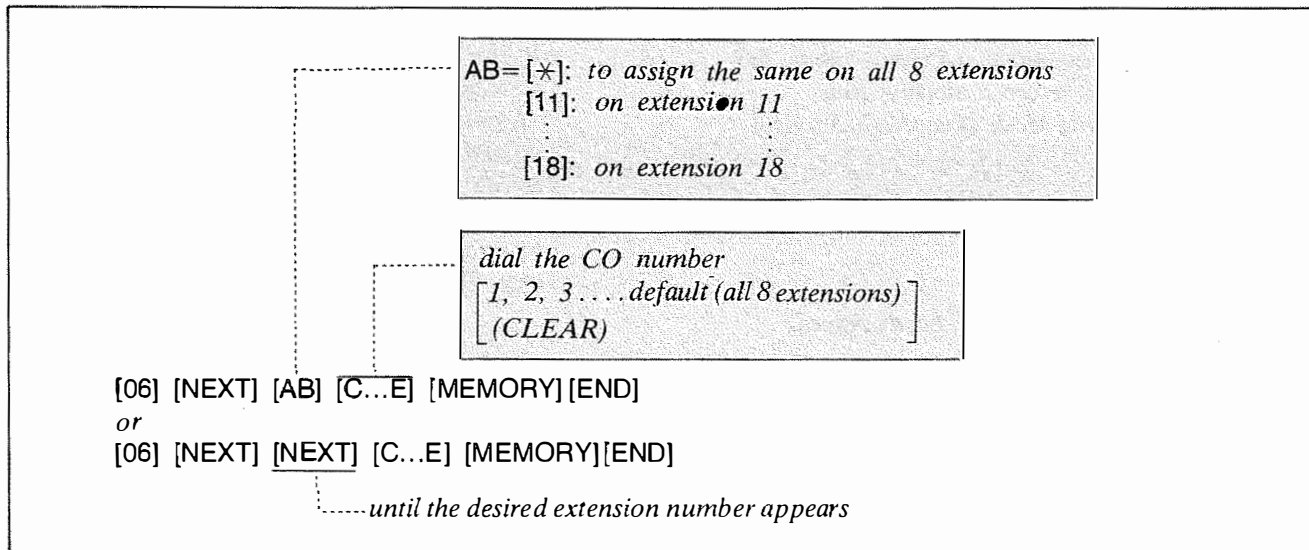 AB=[✳]: to assign the same on all 8 extensions
[11]: on extension 11
[18]: on extension 18
dial the CO number
1, 2, 3....default (all 8 extensions)
(CLEAR)
[06] [NEXT] [AB] [C...E] [MEMORY] [END]
or
[06] [NEXT] [NEXT] [C...E] [MEMORY] [END]
until the desired extension number appears